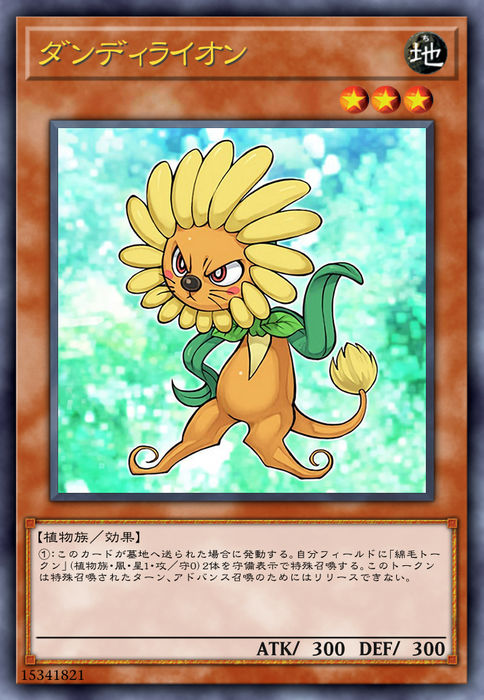 ダンディライオン
ち
地
【植物族／効果】
①：このカードが墓地へ送られた場合に発動する。自分フィールドに「綿毛トー
クン」(植物族・風・星1・攻／守0)2体を守備表示で特殊召喚する。このトークン
は特殊召喚されたターン、アドバンス召喚のためにはリリースできない。
ATK/ 300 DEF/ 300
15341821